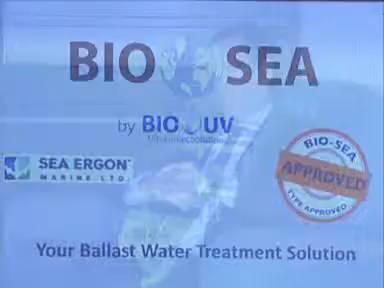 BIO SEA
by BIO UV
SEA ERGON
MARINE LTD.
BIO-SEA
APPROVED
TYPE APPROVED
Your Ballast Water Treatment Solution